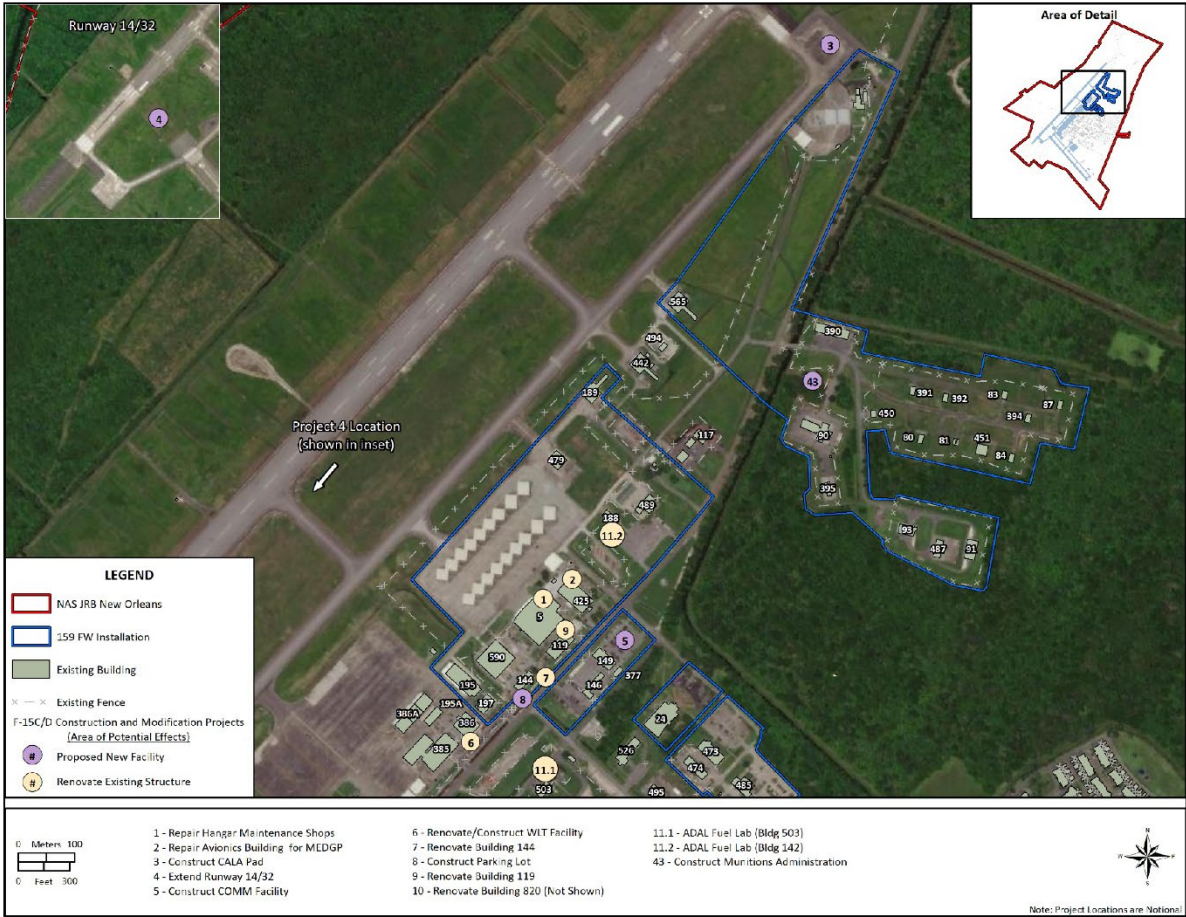 Runway 14/32
4
22
3
Area of Detail
565
390
494
442
43
391
392
83
87
189
450
394
117
90
80
81
451
84
Project 4 Location
(shown in inset)
479
395
489
188
11.2
93
487
91
2
1
425
5
9
119
5
590
149
7
377
144
195
146
8
197
195A
386A
386
24
6
385
473
526
474
11.1
485
503
495
LEGEND
NAS JRB New Orleans
159 FW Installation
Existing Building
Existing Fence
F-15C/D Construction and Modification Projects
(Area of Potential Effects)
# Proposed New Facility
# Renovate Existing Structure
0 Meters 100
0 Feet 300
1 - Repair Hangar Maintenance Shops
2 - Repair Avionics Building for MEDGP
3 - Construct CALA Pad
4 - Extend Runway 14/32
5 - Construct COMM Facility
6 - Renovate/Construct WLT Facility
7 - Renovate Building 144
8 - Construct Parking Lot
9 - Renovate Building 119
10 - Renovate Building 820 (Not Shown)
11.1 - ADAL Fuel Lab (Bldg 503)
11.2 - ADAL Fuel Lab (Bldg 142)
43 - Construct Munitions Administration
N
W E
S
Note: Project Locations are Notional